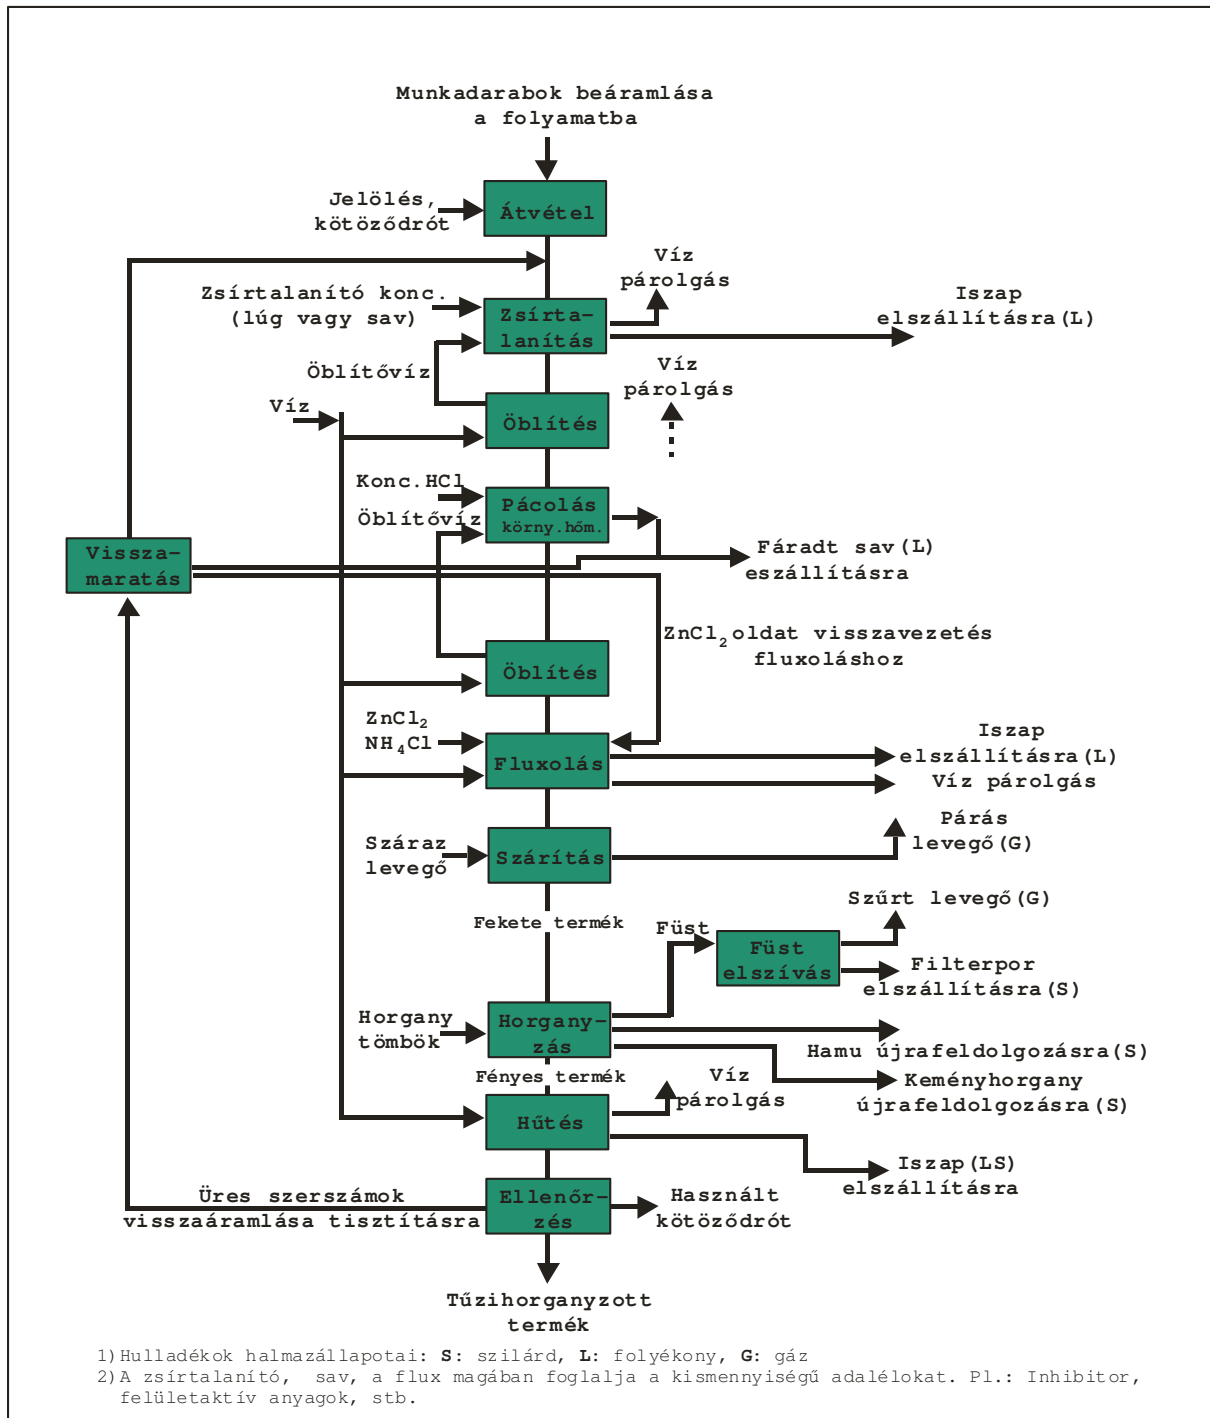 Munkadarabok beáramlása
a folyamatba
Jelölés,
kötöződrót
Átvétel
Víz
párolgás
Zsírtalanító konc.
(lúg vagy sav)
Zsírta-
lanítás
Iszap
elszállításra(L)
Öblítővíz
Víz
párolgás
Víz
Öblítés
Konc.HCl
Öblítővíz
Pácolás
körny.hőm.
Vissza-
maratás
Fáradt sav(L)
eszállításra
ZnCl₂oldat visszavezetés
fluxoláshoz
Öblítés
ZnCl₂
NH₄Cl
Fluxolás
Iszap
elszállításra(L)
Víz párolgás
Száraz
levegő
Szárítás
Párás
levegő(G)
Fekete termék
Füst
Füst
elszívás
Szűrt levegő(G)
Filterpor
elszállításra(S)
Horgany
tömbök
Horgany-
zás
Hamu újrafeldolgozásra(S)
Keményhorgany
újrafeldolgozásra(S)
Fényes termék
Víz
párolgás
Hűtés
Iszap(LS)
elszállításra
Üres szerszámok
visszaáramlása tisztításra
Ellenőr-
zés
Használt
kötöződrót
Tűzihorganyzott
termék
1)Hulladékok halmazállapotai: S: szilárd, L: folyékony, G: gáz
2)A zsírtalanító, sav, a flux magában foglalja a kismennyiségű adalélokat. Pl.: Inhibitor,
felületaktív anyagok, stb.